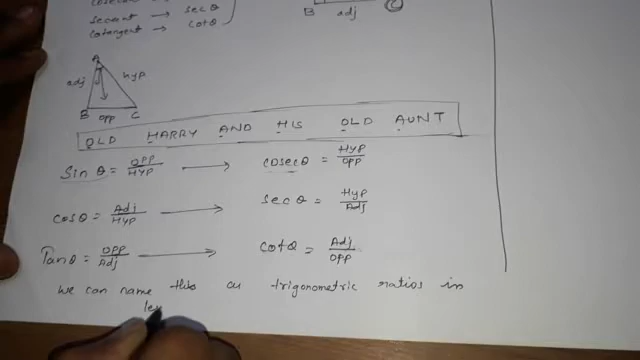 secant → sec θ
cotangent → cot θ
B adj C
A
adj hyp
B opp C
OLD HARRY AND HIS OLD AUNT
Sin θ = OPP/HYP → cosec θ = HYP/OPP
cos θ = Adj/HYP → sec θ = HYP/Adj
Tan θ = OPP/Adj → cot θ = Adj/OPP
we can name this as trigonometric ratios in